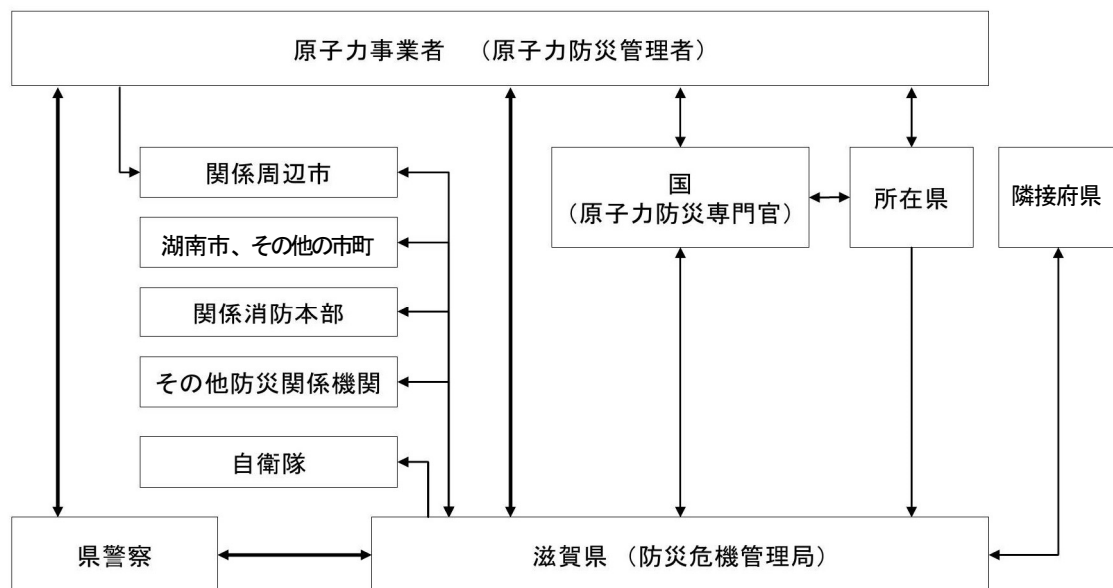 原子力事業者　（原子力防災管理者）
関係周辺市
国
（原子力防災専門官）
所在県
隣接府県
湖南市、その他の市町
関係消防本部
その他防災関係機関
自衛隊
県警察
滋賀県（防災危機管理局）